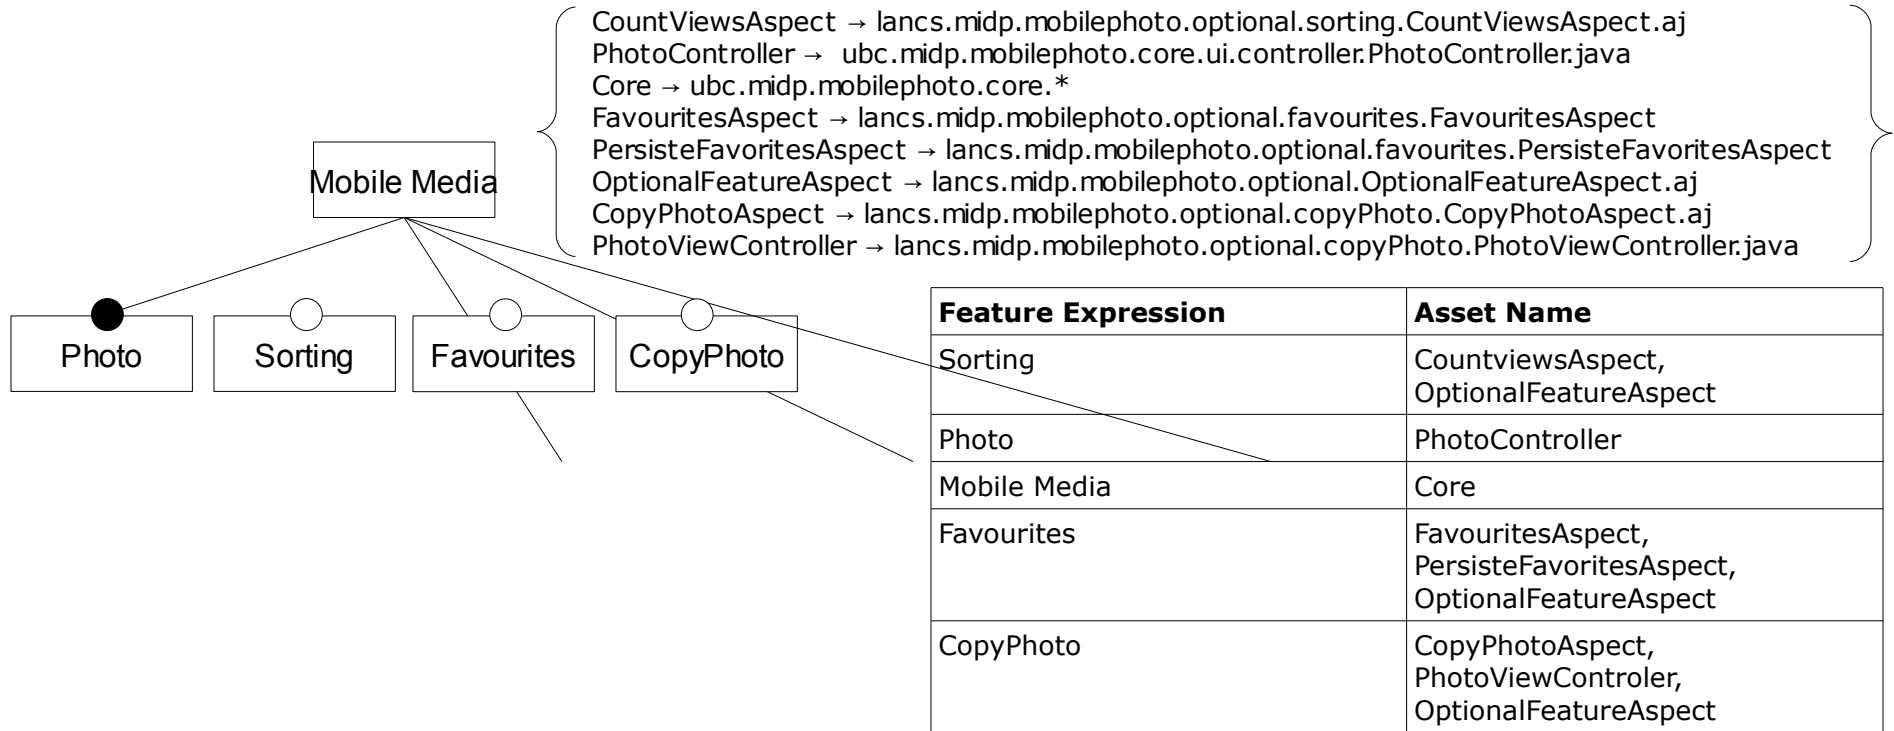 CountViewsAspect → lancs.midp.mobilephoto.optional.sorting.CountViewsAspect.aj
PhotoController → ubc.midp.mobilephoto.core.ui.controller.PhotoController.java
Core → ubc.midp.mobilephoto.core.*
FavouritesAspect → lancs.midp.mobilephoto.optional.favourites.FavouritesAspect
PersisteFavoritesAspect → lancs.midp.mobilephoto.optional.favourites.PersisteFavoritesAspect
OptionalFeatureAspect → lancs.midp.mobilephoto.optional.OptionalFeatureAspect.aj
CopyPhotoAspect → lancs.midp.mobilephoto.optional.copyPhoto.CopyPhotoAspect.aj
PhotoViewController → lancs.midp.mobilephoto.optional.copyPhoto.PhotoViewController.java
Mobile Media
Photo
Sorting
Favourites
CopyPhoto
Feature Expression
Asset Name
Sorting
CountviewsAspect,
OptionalFeatureAspect
Photo
PhotoController
Mobile Media
Core
Favourites
FavouritesAspect,
PersisteFavoritesAspect,
OptionalFeatureAspect
CopyPhoto
CopyPhotoAspect,
PhotoViewControler,
OptionalFeatureAspect